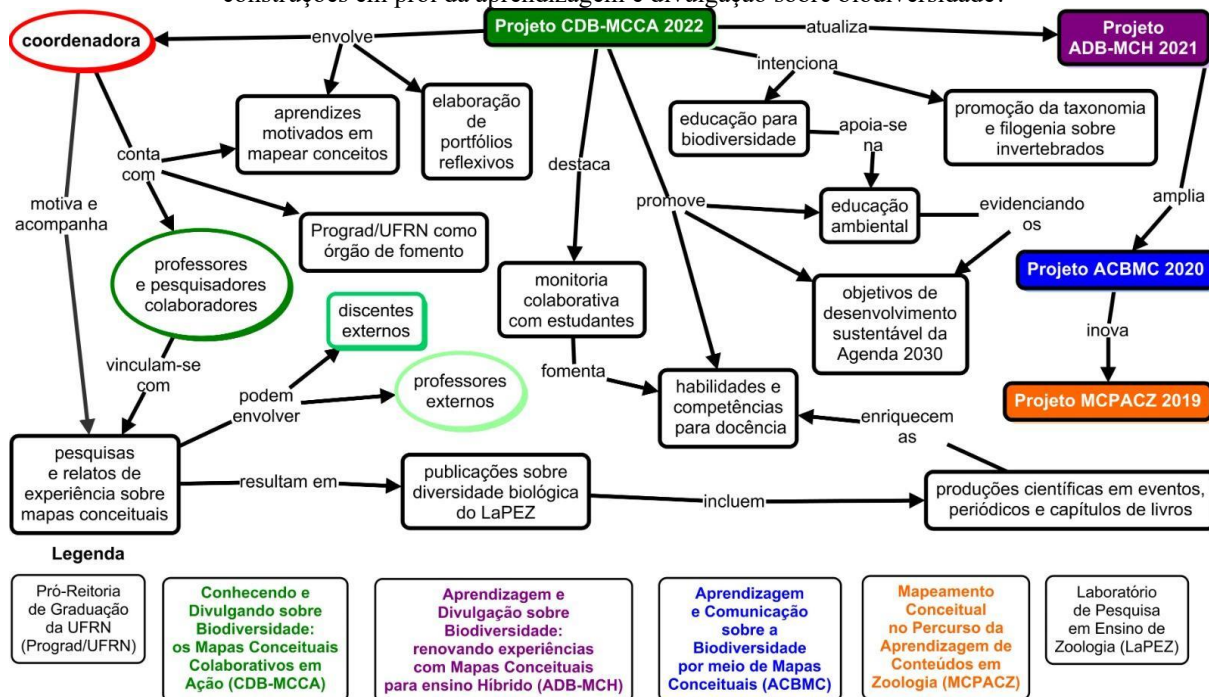 construções em prol da aprendizagem e divulgação sobre biodiversidade.
coordenadora
envolve
Projeto CDB-MCCA 2022
atualiza
Projeto
ADB-MCH 2021
intenciona
aprendizes
motivados em
mapear conceitos
elaboração
de
portfólios
reflexivos
educação para
biodiversidade
apoia-se
na
promoção da taxonomia
e filogenia sobre
invertebrados
conta
com
destaca
motiva e
acompanha
promove
educação
ambiental
evidenciando
os
amplia
Prograd/UFRN como
órgão de fomento
professores
e pesquisadores
colaboradores
monitoria
colaborativa
com estudantes
objetivos de
desenvolvimento
sustentável da
Agenda 2030
Projeto ACBMC 2020
discentes
externos
inova
vinculam-se
com
fomenta
professores
externos
podem
envolver
habilidades e
competências
para docência
Projeto MCPACZ 2019
enriquecem
as
pesquisas
e relatos de
experiência sobre
mapas conceituais
resultam em
publicações sobre
diversidade biológica
do LaPEZ
incluem
produções científicas em eventos,
periódicos e capítulos de livros
Legenda
Pró-Reitoria
de Graduação
da UFRN
(Prograd/UFRN)
Conhecendo e
Divulgando sobre
Biodiversidade:
os Mapas Conceituais
Colaborativos em
Ação (CDB-MCCA)
Aprendizagem e
Divulgação sobre
Biodiversidade:
renovando experiências
com Mapas Conceituais
para ensino Híbrido (ADB-MCH)
Aprendizagem
e Comunicação
sobre a
Biodiversidade
por meio de Mapas
Conceituais (ACBMC)
Mapeamento
Conceitual
no Percurso da
Aprendizagem de
Conteúdos em
Zoologia (MCPACZ)
Laboratório
de Pesquisa
em Ensino de
Zoologia (LaPEZ)